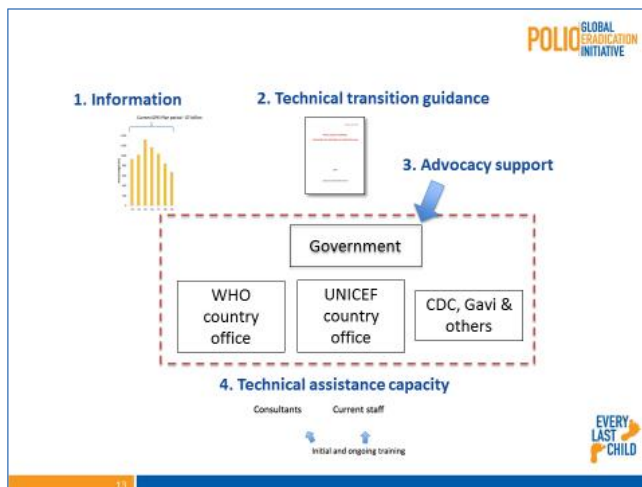 POLIO GLOBAL
ERADICATION
INITIATIVE
1. Information
2. Technical transition guidance
3. Advocacy support
Government
WHO
country
office
UNICEF
country
office
CDC, Gavi &
others
4. Technical assistance capacity
Consultants
Current staff
Initial and ongoing training
EVERY
LAST
CHILD
13